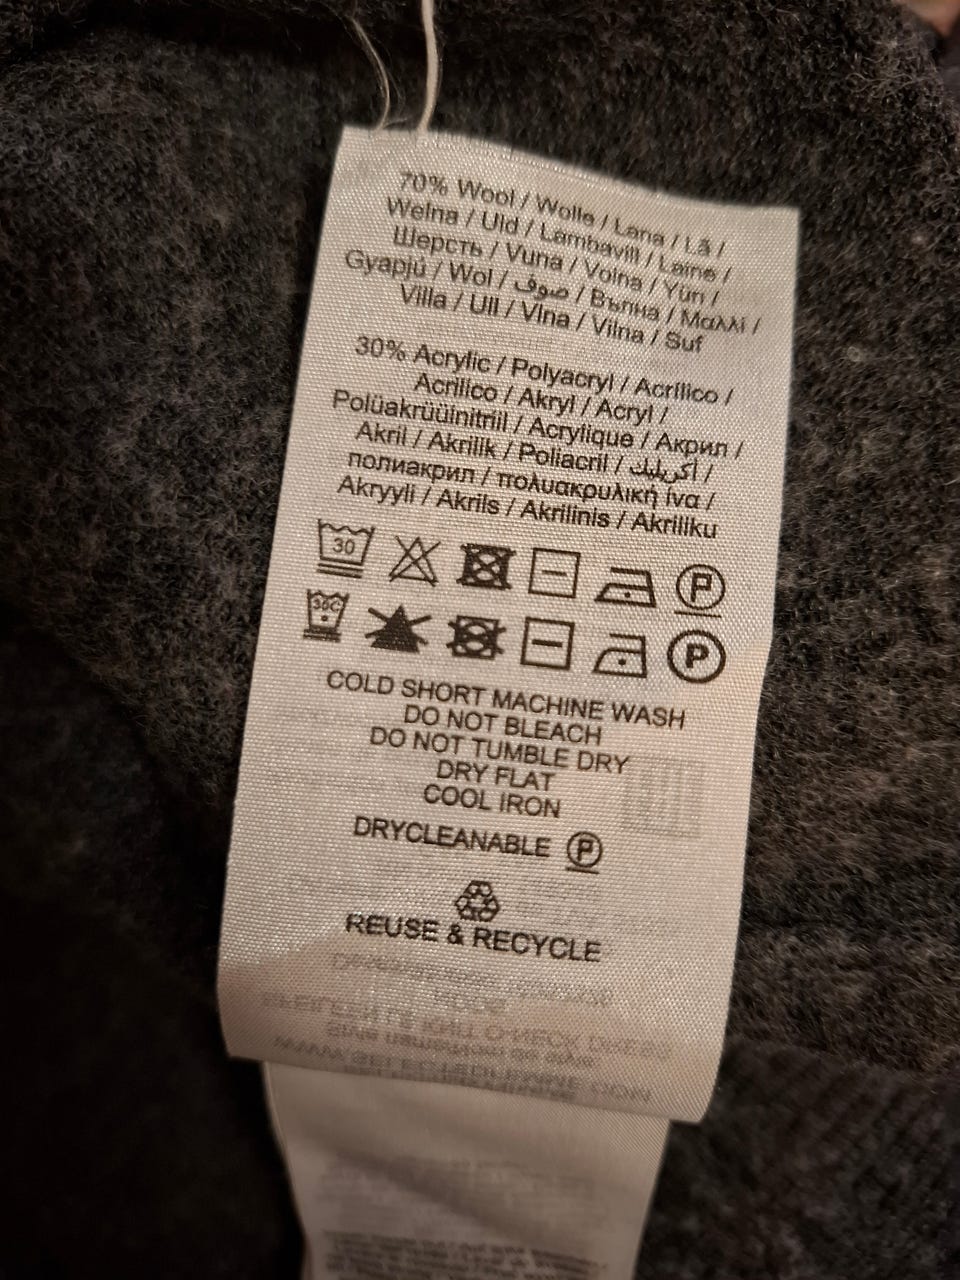 70% Wool / Wolle / Lana / Lã /
Wełna / Uld / Lambavill / Laine /
Шерсть / Vuna / Volna / Yün /
Gyapjú / Wol / صوف / Вълна / Μαλλί /
Villa / Ull / Vlna / Vilna / Suf
30% Acrylic / Polyacryl / Acrílico /
Acrilico / Akryl / Acryl /
Polüakrüülnitriil / Acrylique / Акрил /
Akril / Akrilik / Poliacril / أكريليك /
полиакрил / πολυακρυλική ίνα /
Akryyli / Akrils / Akrilinis / Akriliku
30 P
30C P
COLD SHORT MACHINE WASH
DO NOT BLEACH
DO NOT TUMBLE DRY
DRY FLAT
COOL IRON
DRYCLEANABLE P
REUSE & RECYCLE